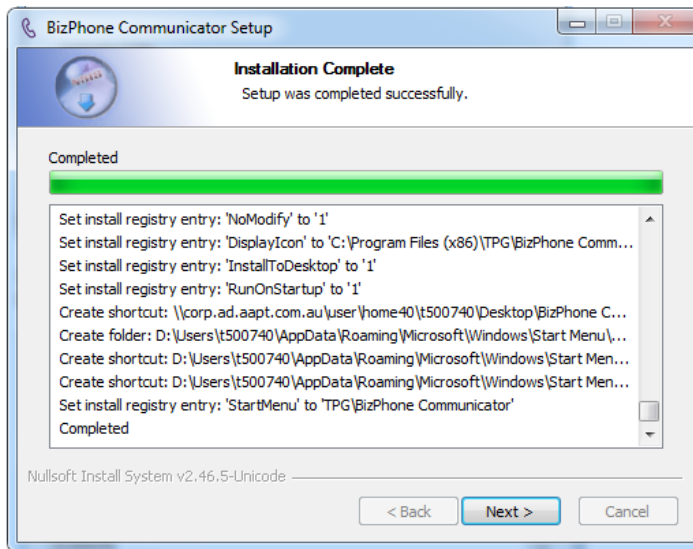 BizPhone Communicator Setup
Installation Complete
Setup was completed successfully.
Completed
Set install registry entry: 'NoModify' to '1'
Set install registry entry: 'DisplayIcon' to 'C:\Program Files (x86)\TPG\BizPhone Comm...
Set install registry entry: 'InstallToDesktop' to '1'
Set install registry entry: 'RunOnStartup' to '1'
Create shortcut: \\corp.ad.aapt.com.au\user\home40\t500740\Desktop\BizPhone C...
Create folder: D:\Users\t500740\AppData\Roaming\Microsoft\Windows\Start Menu\...
Create shortcut: D:\Users\t500740\AppData\Roaming\Microsoft\Windows\Start Men...
Create shortcut: D:\Users\t500740\AppData\Roaming\Microsoft\Windows\Start Men...
Set install registry entry: 'StartMenu' to 'TPG\BizPhone Communicator'
Completed
Nullsoft Install System v2.46.5-Unicode
< Back Next > Cancel